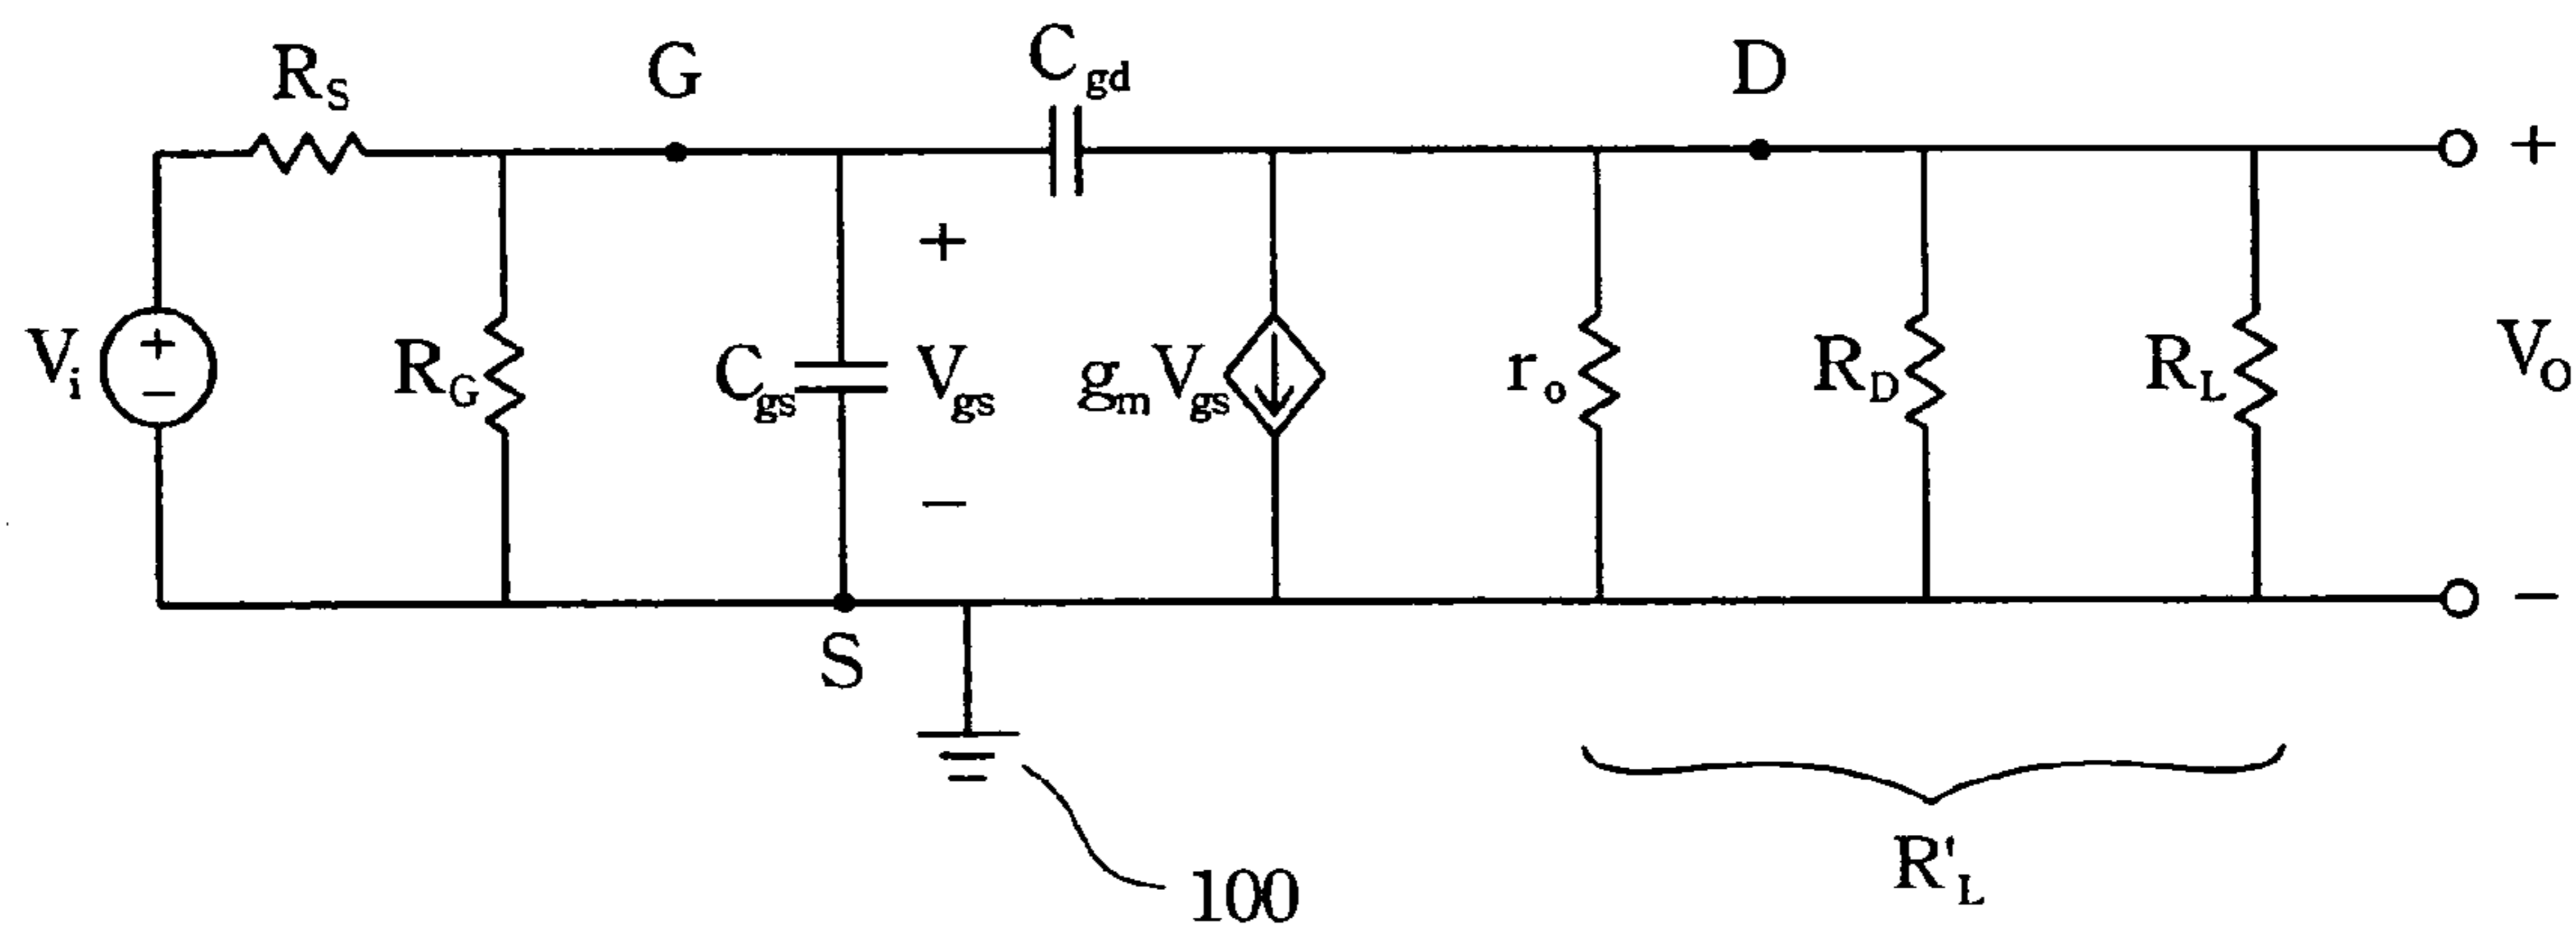 R_S
G
C_gd
D
+
+
V_i
+
−
R_G
C_gs
V_gs
g_m V_gs
r_o
R_D
R_L
V_O
−
−
S
100
R'_L